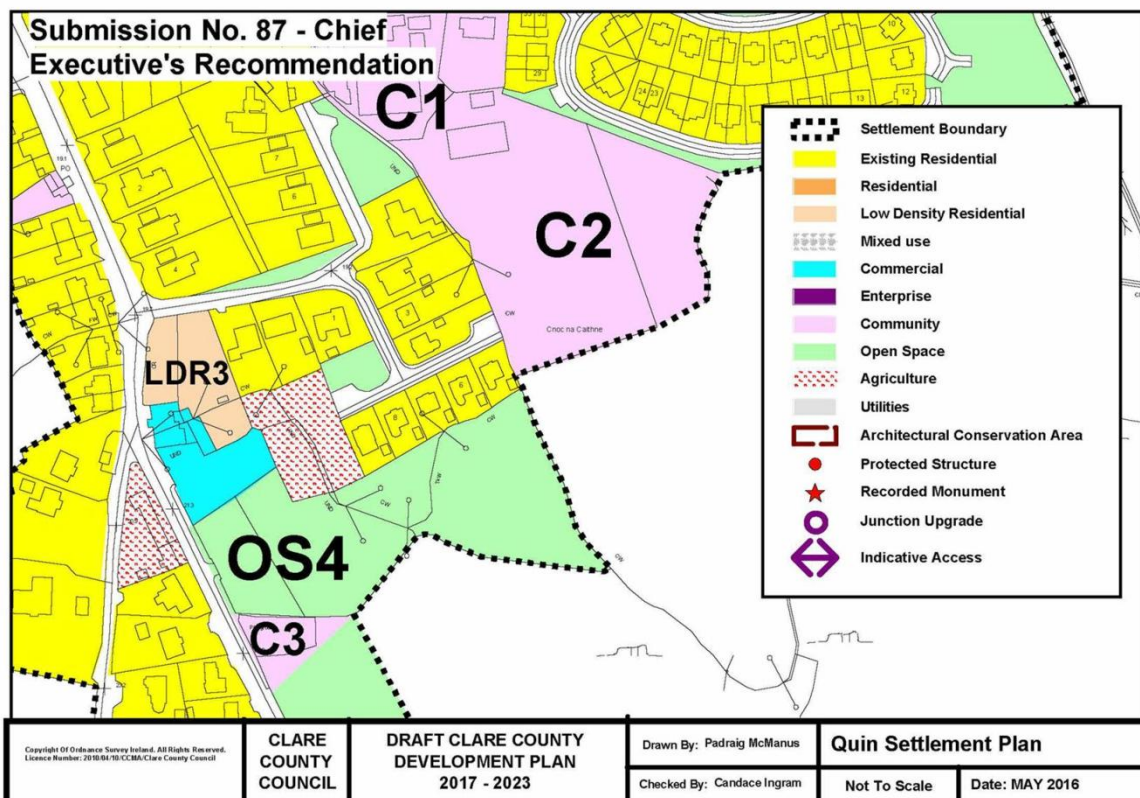 Submission No. 87 - Chief
Executive's Recommendation
C1
C2
LDR3
OS4
C3
Cnoc na Caithne
Settlement Boundary
Existing Residential
Residential
Low Density Residential
Mixed use
Commercial
Enterprise
Community
Open Space
Agriculture
Utilities
Architectural Conservation Area
Protected Structure
Recorded Monument
Junction Upgrade
Indicative Access
Copyright Of Ordnance Survey Ireland. All Rights Reserved.
Licence Number: 2010/04/10/CCMA/Clare County Council
CLARE
COUNTY
COUNCIL
DRAFT CLARE COUNTY
DEVELOPMENT PLAN
2017 - 2023
Drawn By: Padraig McManus
Checked By: Candace Ingram
Quin Settlement Plan
Not To Scale
Date: MAY 2016